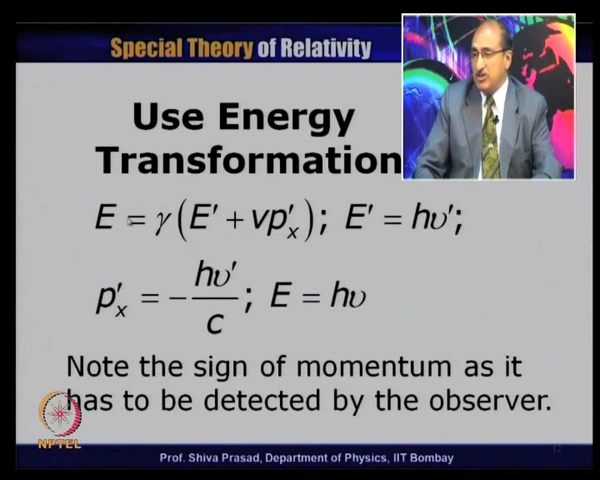 Special Theory of Relativity
Use Energy
Transformation
E = γ(E′ + vp′ₓ); E′ = hυ′;
p′ₓ = −hυ′/c; E = hυ
Note the sign of momentum as it
has to be detected by the observer.
NPTEL
Prof. Shiva Prasad, Department of Physics, IIT Bombay